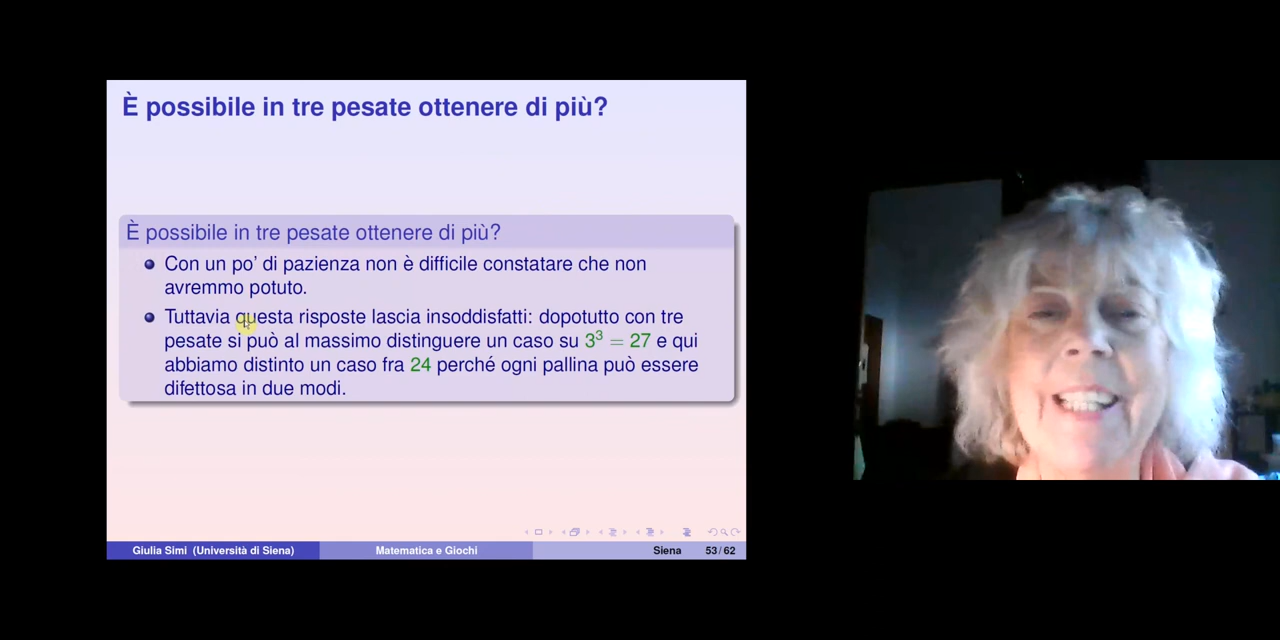 È possibile in tre pesate ottenere di più?
È possibile in tre pesate ottenere di più?
Con un po' di pazienza non è difficile constatare che non
avremmo potuto.
Tuttavia questa risposte lascia insoddisfatti: dopotutto con tre
pesate si può al massimo distinguere un caso su 3³ = 27 e qui
abbiamo distinto un caso fra 24 perché ogni pallina può essere
difettosa in due modi.
Giulia Simi (Università di Siena) Matematica e Giochi Siena 53/62